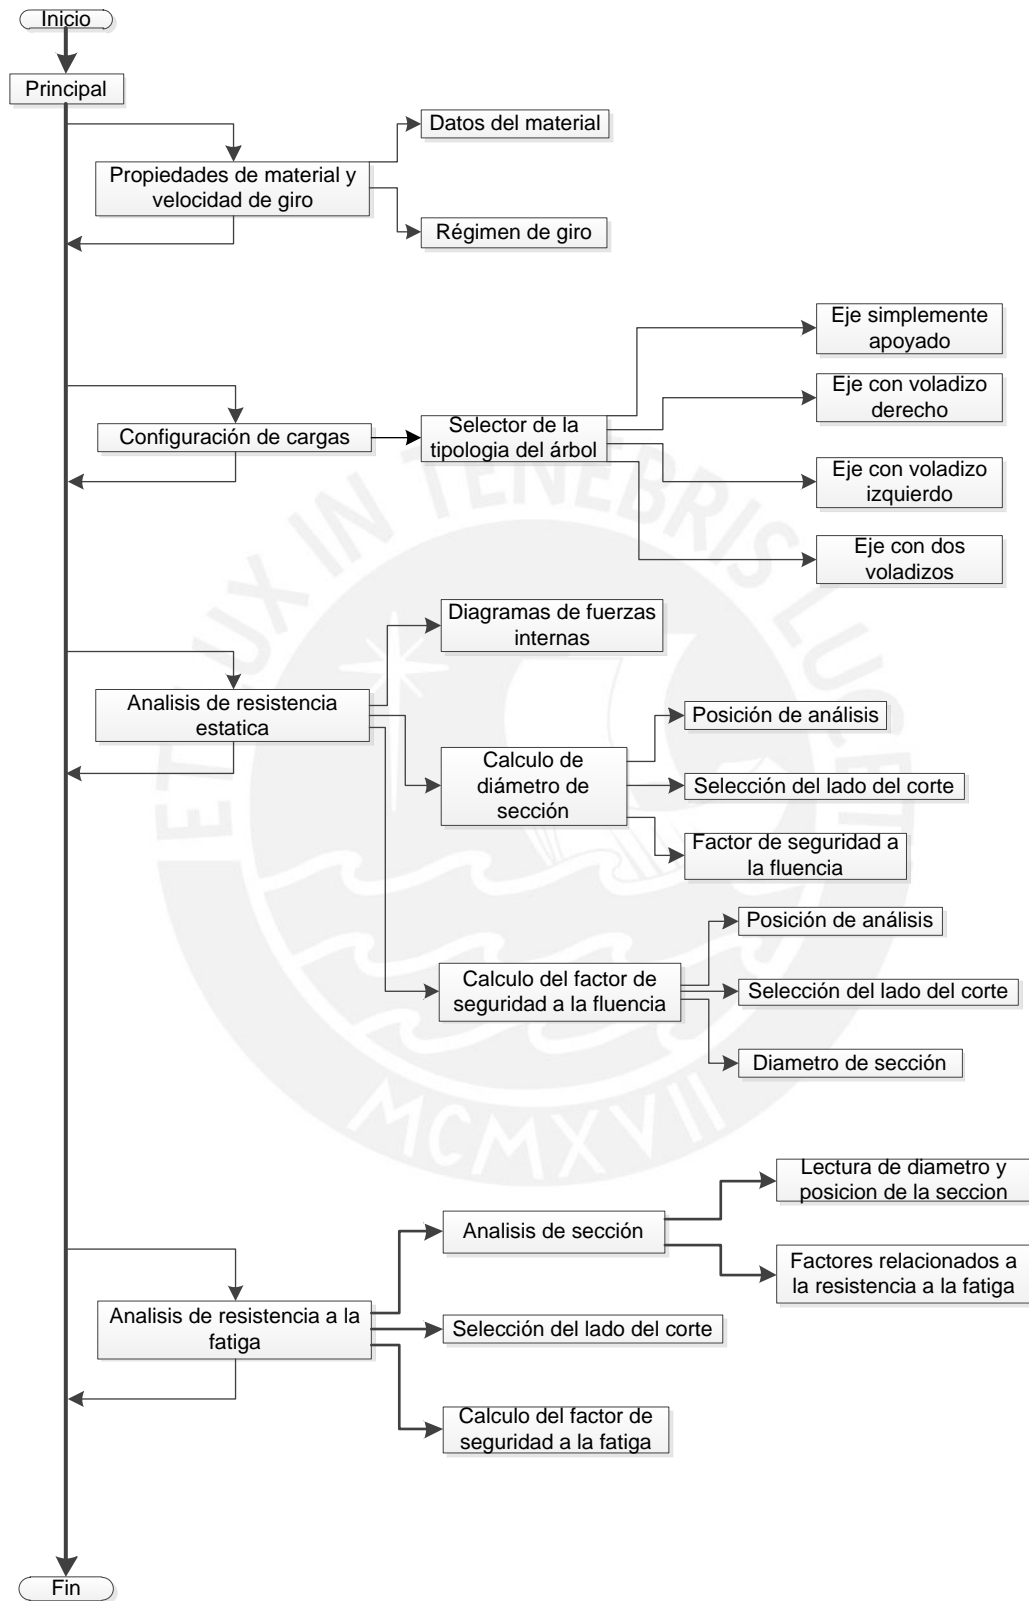 Inicio
Principal
Datos del material
Propiedades de material y
velocidad de giro
Régimen de giro
Eje simplemente
apoyado
Eje con voladizo
derecho
Selector de la
tipologia del árbol
Configuración de cargas
Eje con voladizo
izquierdo
Eje con dos
voladizos
Diagramas de fuerzas
internas
Analisis de resistencia
estatica
Posición de análisis
Calculo de
diámetro de
sección
Selección del lado del corte
Factor de seguridad a
la fluencia
Posición de análisis
Calculo del factor de
seguridad a la fluencia
Selección del lado del corte
Diametro de sección
Lectura de diametro y
posicion de la seccion
Analisis de sección
Factores relacionados a
la resistencia a la fatiga
Analisis de resistencia a la
fatiga
Selección del lado del corte
Calculo del factor de
seguridad a la fatiga
Fin
ET LUX IN TENEBRIS LUCET
MCMXVII